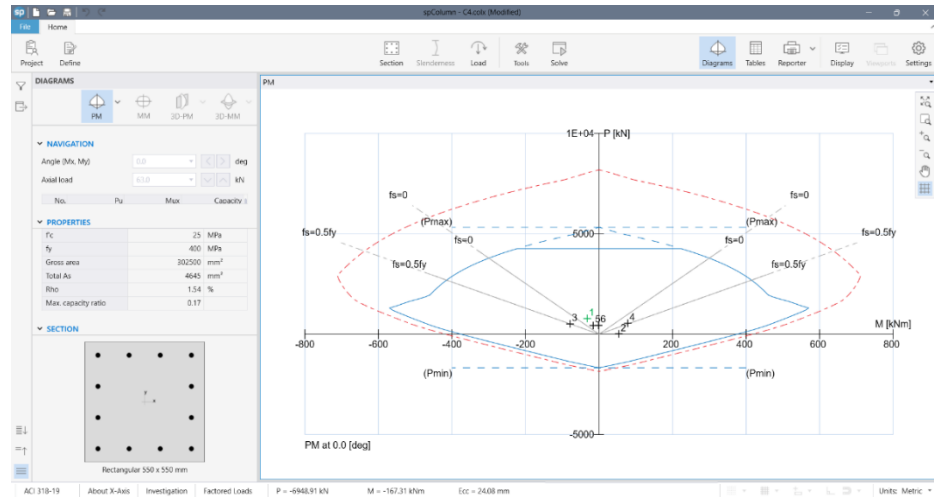 sp
spColumn - C4.colx (Modified)
File
Home
Project
Define
Section
Slenderness
Load
Tools
Solve
Diagrams
Tables
Reporter
Display
Viewports
Settings
DIAGRAMS
PM
MM
3D-PM
3D-MM
NAVIGATION
Angle (Mx, My) 0.0 deg
Axial load 63.0 kN
No. Pu Mux Capacity
PROPERTIES
f'c 25 MPa
fy 400 MPa
Gross area 302500 mm²
Total As 4645 mm²
Rho 1.54 %
Max. capacity ratio 0.17
SECTION
y
x
Rectangular 550 x 550 mm
PM
1E+04 P [kN]
fs=0 fs=0
(Pmax) (Pmax)
fs=0.5fy 5000 fs=0.5fy
fs=0 fs=0
fs=0.5fy fs=0.5fy
1
3 56 4
2
M [kNm]
-800 -600 -400 -200 200 400 600 800
(Pmin) (Pmin)
-5000
PM at 0.0 [deg]
ACI 318-19 About X-Axis Investigation Factored Loads P = -6948.91 kN M = -167.31 kNm Ecc = 24.08 mm Units: Metric